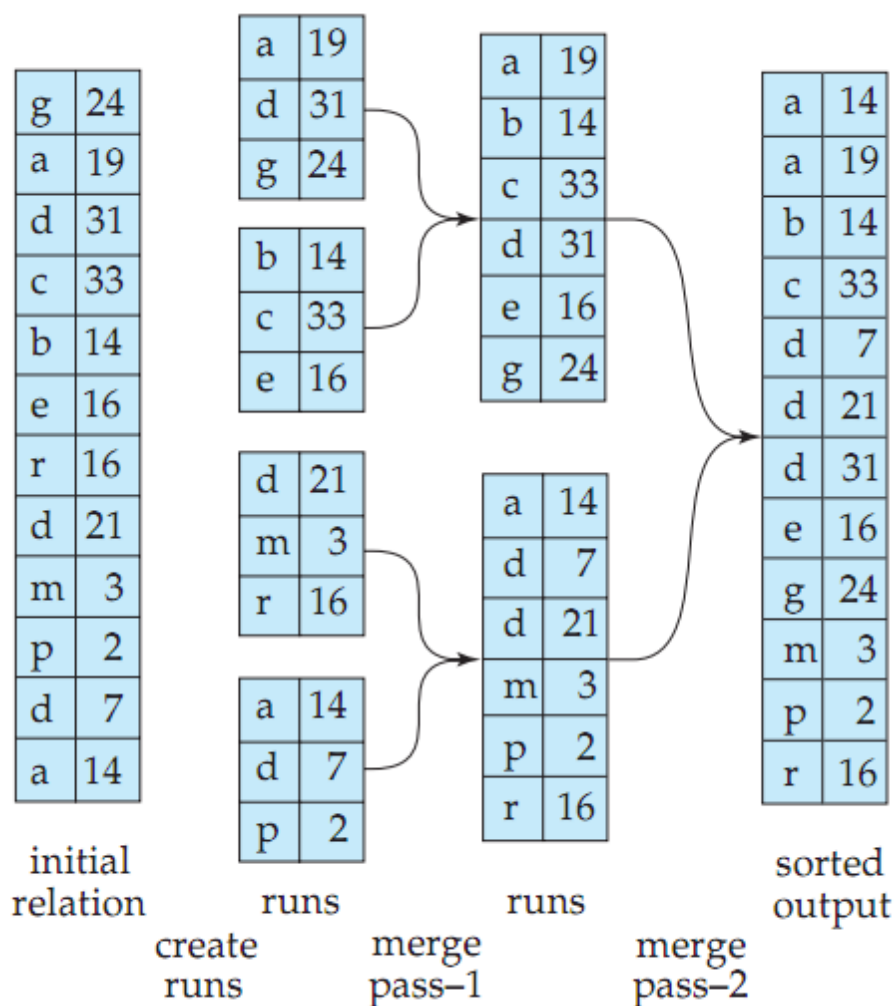 g 24
a 19
d 31
c 33
b 14
e 16
r 16
d 21
m 3
p 2
d 7
a 14
initial
relation
a 19
d 31
g 24
b 14
c 33
e 16
d 21
m 3
r 16
a 14
d 7
p 2
runs
create
runs
a 19
b 14
c 33
d 31
e 16
g 24
a 14
d 7
d 21
m 3
p 2
r 16
runs
merge
pass–1
a 14
a 19
b 14
c 33
d 7
d 21
d 31
e 16
g 24
m 3
p 2
r 16
sorted
output
merge
pass–2